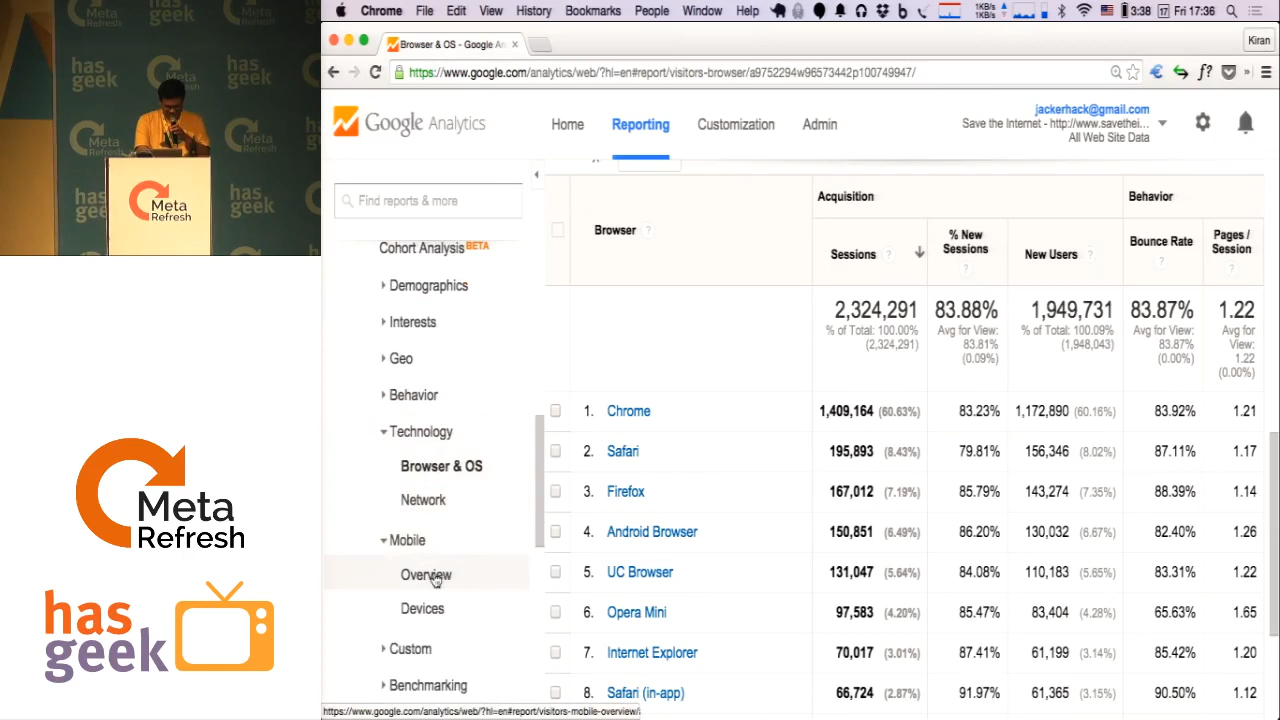 Chrome File Edit View History Bookmarks People Window Help
1KB/s
1KB/s
3:38 17 Fri 17:36
Browser & OS - Google An
Kiran
https://www.google.com/analytics/web/?hl=en#report/visitors-browser/a9752294w96573442p100749947/
Google Analytics
Home Reporting Customization Admin
jackerhack@gmail.com
Save the Internet - http://www.savethei...
All Web Site Data
Find reports & more
Cohort Analysis BETA
Demographics
Interests
Geo
Behavior
Technology
Browser & OS
Network
Mobile
Overview
Devices
Custom
Benchmarking
Acquisition Behavior
Browser ? Sessions ? % New Sessions ? New Users ? Bounce Rate ? Pages / Session ?
2,324,291 83.88% 1,949,731 83.87% 1.22
% of Total: 100.00% (2,324,291) Avg for View: 83.81% (0.09%) % of Total: 100.09% (1,948,043) Avg for View: 83.87% (0.00%) Avg for View: 1.22 (0.00%)
1. Chrome 1,409,164 (60.63%) 83.23% 1,172,890 (60.16%) 83.92% 1.21
2. Safari 195,893 (8.43%) 79.81% 156,346 (8.02%) 87.11% 1.17
3. Firefox 167,012 (7.19%) 85.79% 143,274 (7.35%) 88.39% 1.14
4. Android Browser 150,851 (6.49%) 86.20% 130,032 (6.67%) 82.40% 1.26
5. UC Browser 131,047 (5.64%) 84.08% 110,183 (5.65%) 83.31% 1.22
6. Opera Mini 97,583 (4.20%) 85.47% 83,404 (4.28%) 65.63% 1.65
7. Internet Explorer 70,017 (3.01%) 87.41% 61,199 (3.14%) 85.42% 1.20
8. Safari (in-app) 66,724 (2.87%) 91.97% 61,365 (3.15%) 90.50% 1.12
https://www.google.com/analytics/web/?hl=en#report/visitors-mobile-overview/
has
geek
Meta
Refresh
has
geek
Meta
Refresh
Meta
Refresh
has
geek